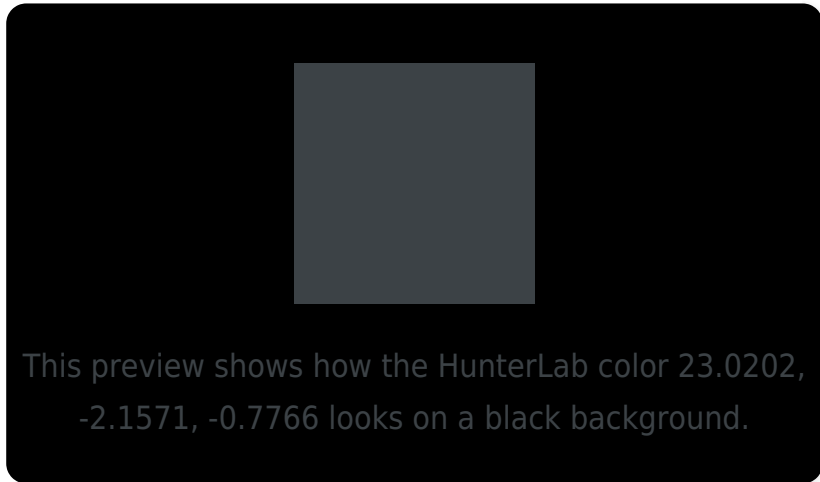 This preview shows how the HunterLab color 23.0202,
-2.1571, -0.7766 looks on a black background.